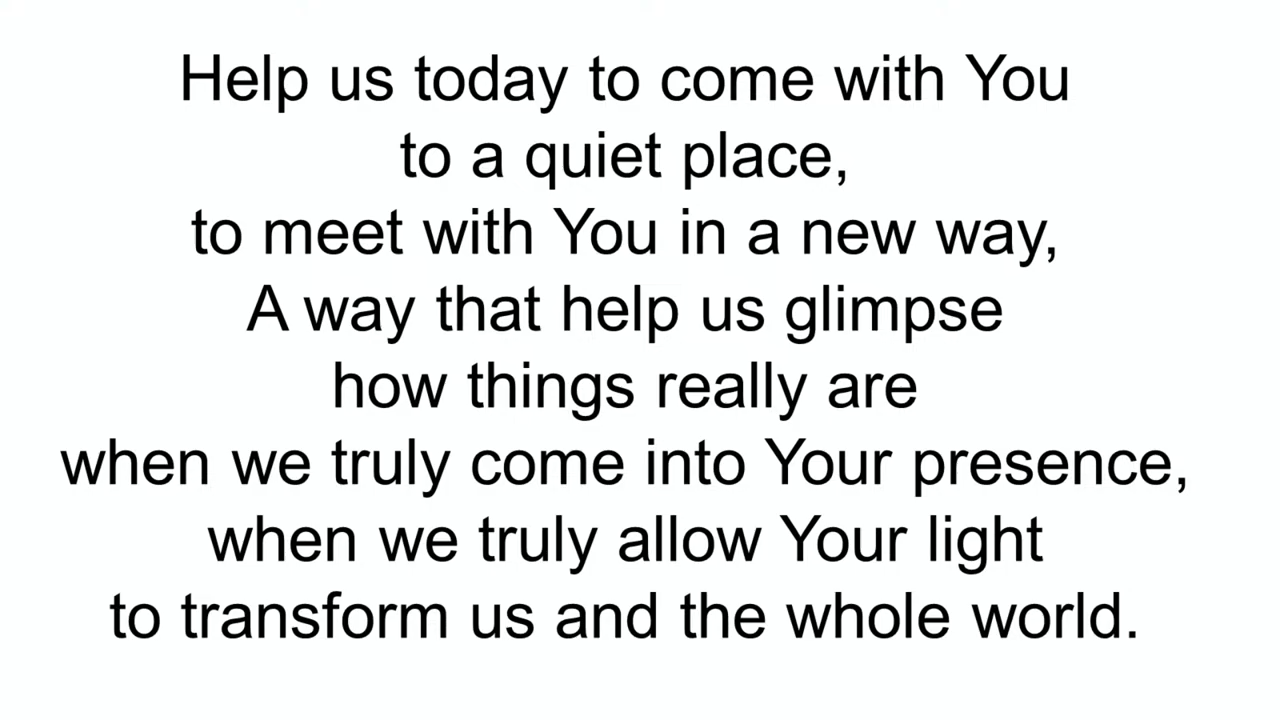 Help us today to come with You
to a quiet place,
to meet with You in a new way,
A way that help us glimpse
how things really are
when we truly come into Your presence,
when we truly allow Your light
to transform us and the whole world.